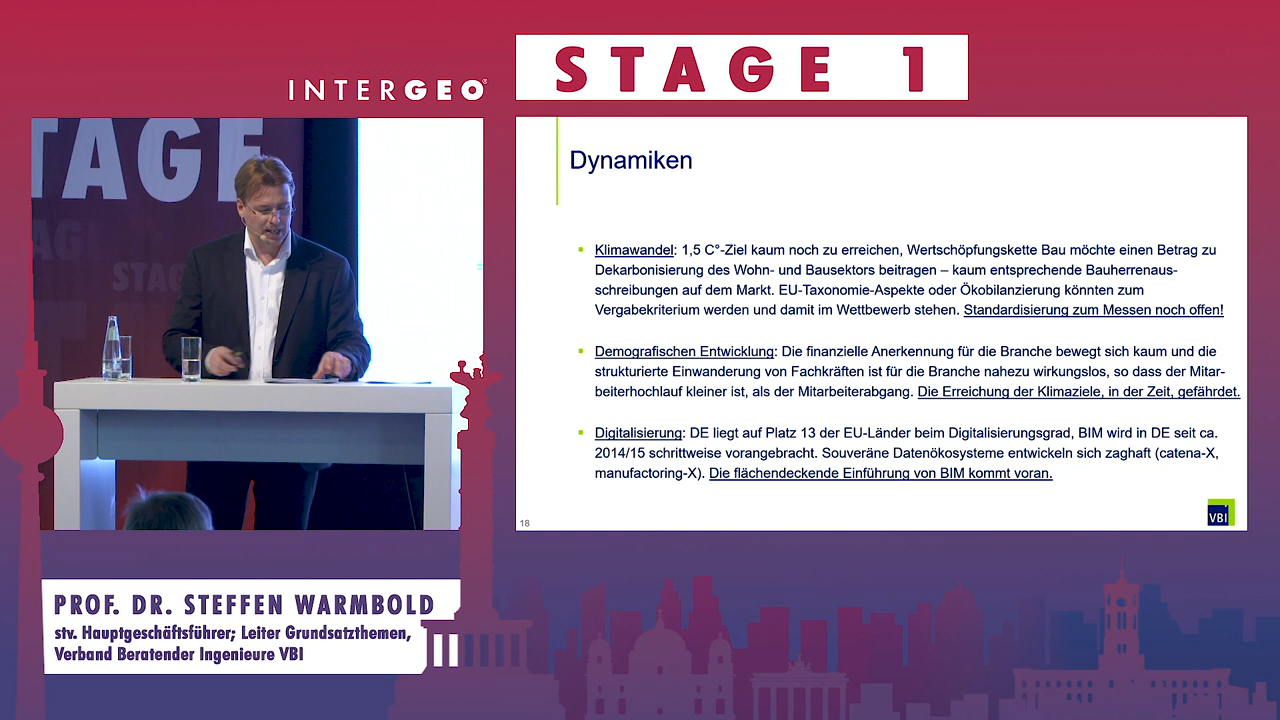 INTERGEO
STAGE 1
TAGE
STAG
Dynamiken
Klimawandel: 1,5 C°-Ziel kaum noch zu erreichen, Wertschöpfungskette Bau möchte einen Betrag zu
Dekarbonisierung des Wohn- und Bausektors beitragen – kaum entsprechende Bauherrenaus-
schreibungen auf dem Markt. EU-Taxonomie-Aspekte oder Ökobilanzierung könnten zum
Vergabekriterium werden und damit im Wettbewerb stehen. Standardisierung zum Messen noch offen!
Demografischen Entwicklung: Die finanzielle Anerkennung für die Branche bewegt sich kaum und die
strukturierte Einwanderung von Fachkräften ist für die Branche nahezu wirkungslos, so dass der Mitar-
beiterhochlauf kleiner ist, als der Mitarbeiterabgang. Die Erreichung der Klimaziele, in der Zeit, gefährdet.
Digitalisierung: DE liegt auf Platz 13 der EU-Länder beim Digitalisierungsgrad, BIM wird in DE seit ca.
2014/15 schrittweise vorangebracht. Souveräne Datenökosysteme entwickeln sich zaghaft (catena-X,
manufactoring-X). Die flächendeckende Einführung von BIM kommt voran.
18
VBI
PROF. DR. STEFFEN WARMBOLD
stv. Hauptgeschäftsführer; Leiter Grundsatzthemen,
Verband Beratender Ingenieure VBI